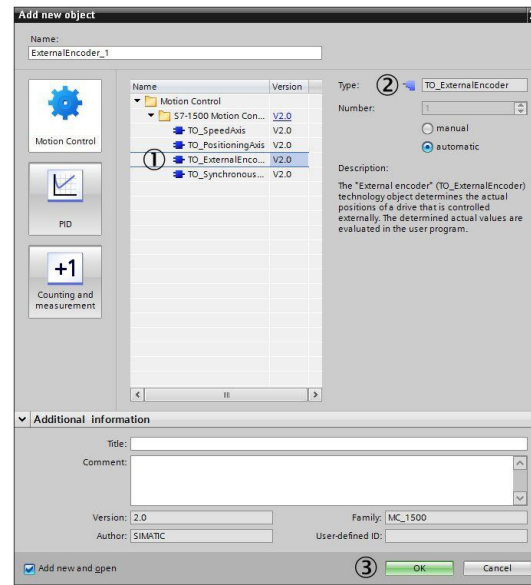 Add new object
Name:
ExternalEncoder_1
Motion Control
PID
+1
Counting and
measurement
Name Version
Motion Control
S7-1500 Motion Con... V2.0
TO_SpeedAxis V2.0
TO_PositioningAxis V2.0
① TO_ExternalEnco... V2.0
TO_Synchronous... V2.0
Type: ② TO_ExternalEncoder
Number: 1
manual
automatic
Description:
The "External encoder" (TO_ExternalEncoder)
technology object determines the actual
positions of a drive that is controlled
externally. The determined actual values are
evaluated in the user program.
Additional information
Title:
Comment:
Version: 2.0 Family: MC_1500
Author: SIMATIC User-defined ID:
Add new and open ③ OK Cancel